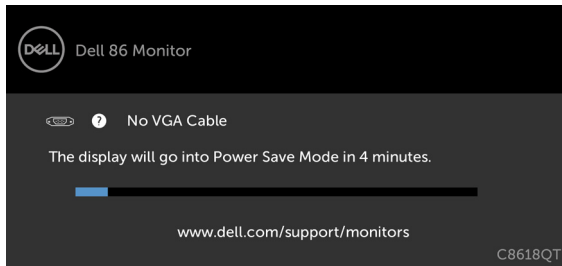 DELL
Dell 86 Monitor
? No VGA Cable
The display will go into Power Save Mode in 4 minutes.
www.dell.com/support/monitors
C8618QT